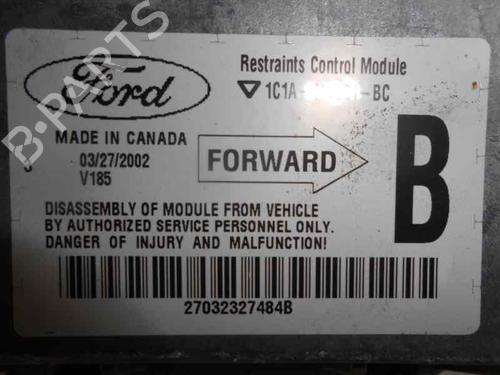 Ford
Restraints Control Module
1C1A- -BC
MADE IN CANADA
03/27/2002
V185
FORWARD
B
DISASSEMBLY OF MODULE FROM VEHICLE
BY AUTHORIZED SERVICE PERSONNEL ONLY.
DANGER OF INJURY AND MALFUNCTION!
27032327484B
B-PARTS